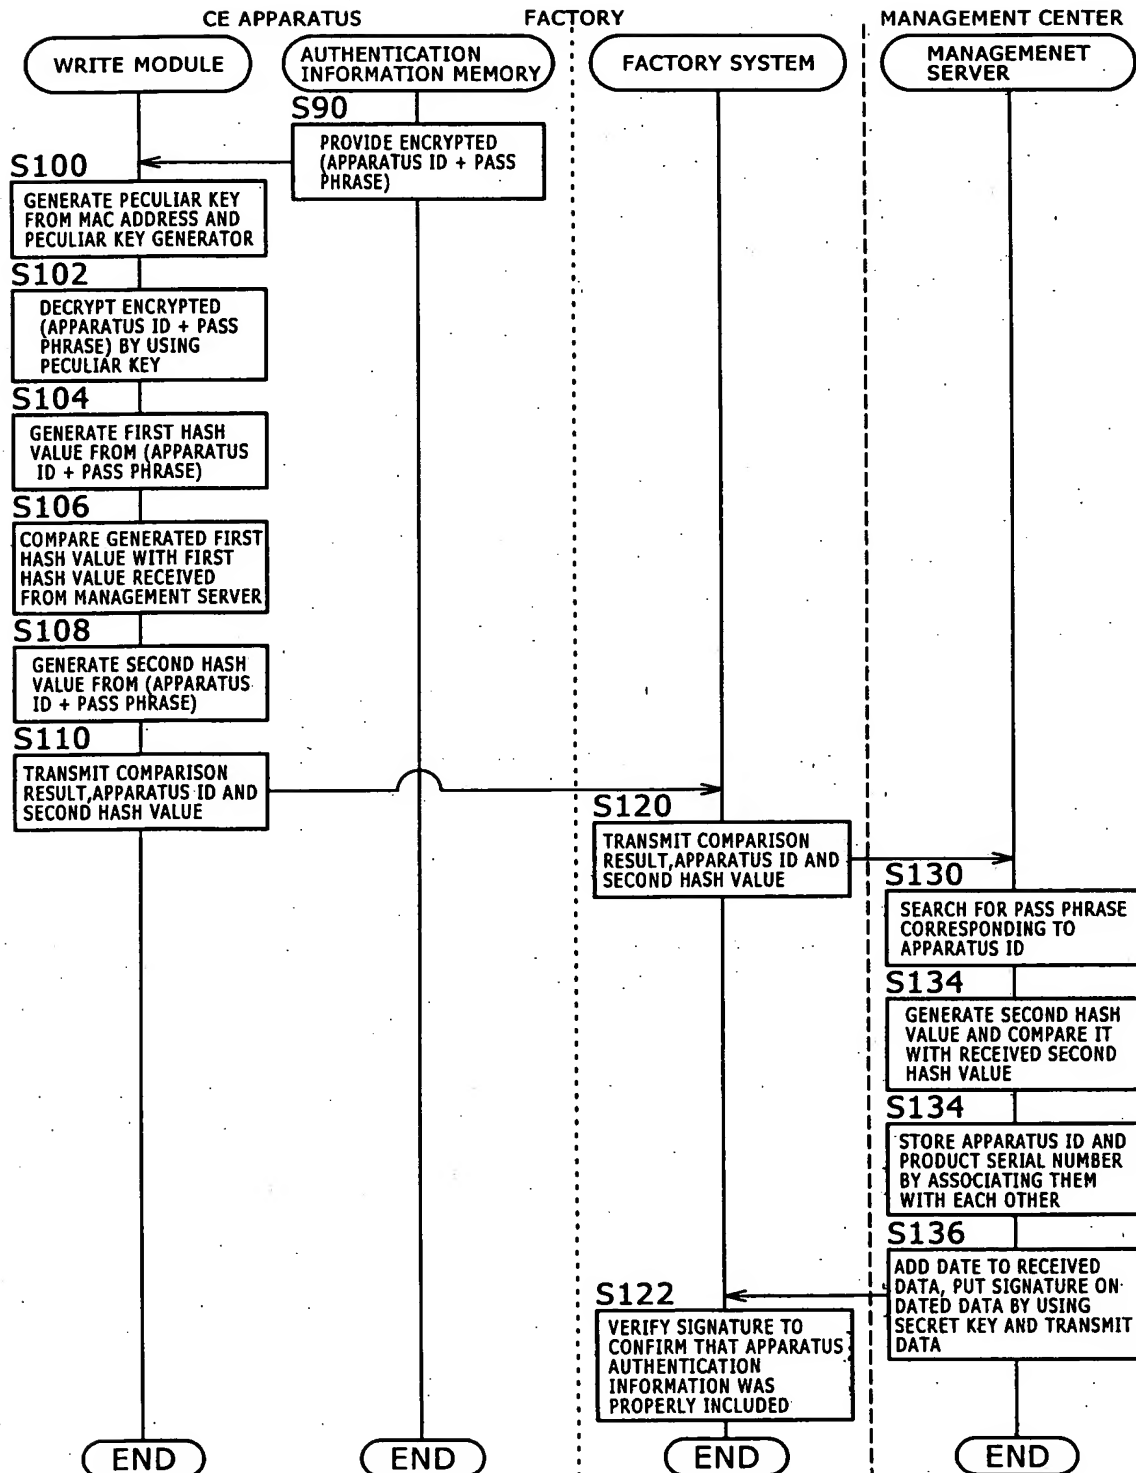 CE APPARATUS
FACTORY
MANAGEMENT CENTER
WRITE MODULE
AUTHENTICATION
INFORMATION MEMORY
FACTORY SYSTEM
MANAGEMENET
SERVER
S90
PROVIDE ENCRYPTED
(APPARATUS ID + PASS
PHRASE)
S100
GENERATE PECULIAR KEY
FROM MAC ADDRESS AND
PECULIAR KEY GENERATOR
S102
DECRYPT ENCRYPTED
(APPARATUS ID + PASS
PHRASE) BY USING
PECULIAR KEY
S104
GENERATE FIRST HASH
VALUE FROM (APPARATUS
ID + PASS PHRASE)
S106
COMPARE GENERATED FIRST
HASH VALUE WITH FIRST
HASH VALUE RECEIVED
FROM MANAGEMENT SERVER
S108
GENERATE SECOND HASH
VALUE FROM (APPARATUS
ID + PASS PHRASE)
S110
TRANSMIT COMPARISON
RESULT,APPARATUS ID AND
SECOND HASH VALUE
S120
TRANSMIT COMPARISON
RESULT,APPARATUS ID AND
SECOND HASH VALUE
S130
SEARCH FOR PASS PHRASE
CORRESPONDING TO
APPARATUS ID
S134
GENERATE SECOND HASH
VALUE AND COMPARE IT
WITH RECEIVED SECOND
HASH VALUE
S134
STORE APPARATUS ID AND
PRODUCT SERIAL NUMBER
BY ASSOCIATING THEM
WITH EACH OTHER
S136
ADD DATE TO RECEIVED
DATA, PUT SIGNATURE ON
DATED DATA BY USING
SECRET KEY AND TRANSMIT
DATA
S122
VERIFY SIGNATURE TO
CONFIRM THAT APPARATUS
AUTHENTICATION
INFORMATION WAS
PROPERLY INCLUDED
END
END
END
END